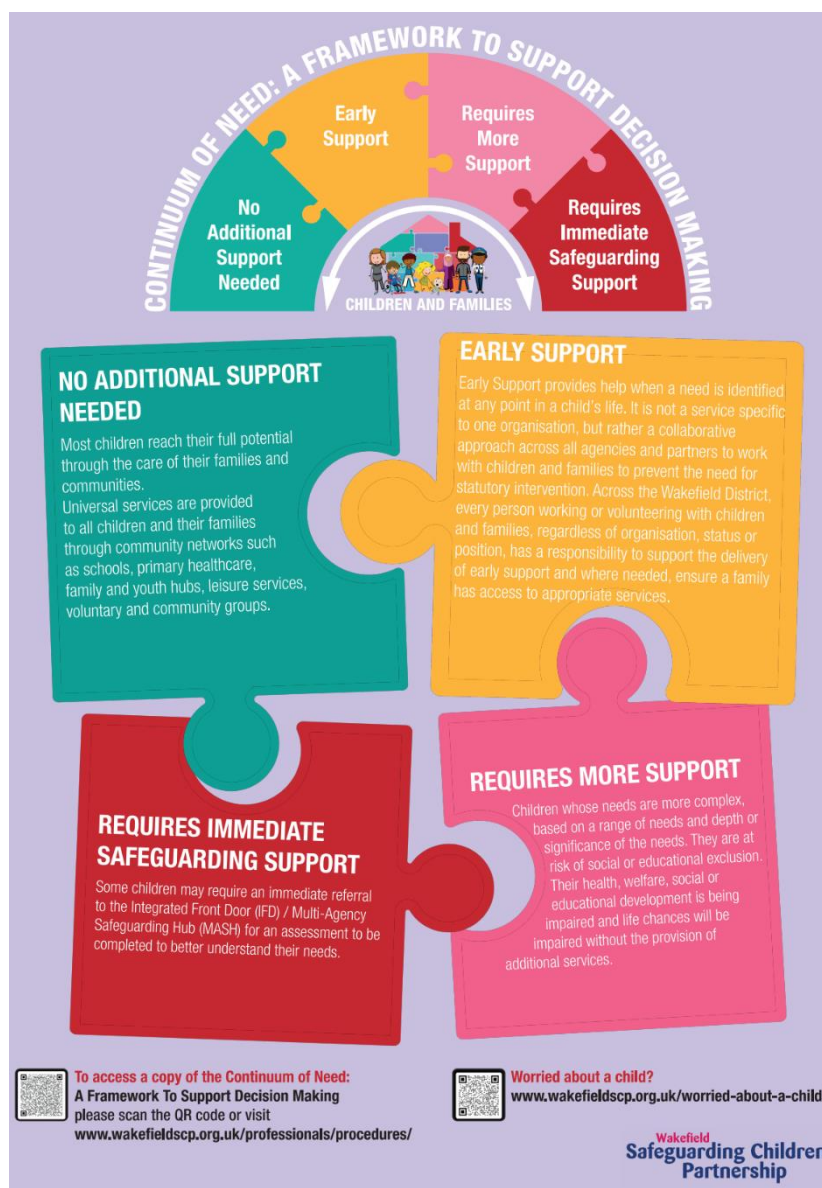 CONTINUUM OF NEED: A FRAMEWORK TO SUPPORT DECISION MAKING
No
Additional
Support
Needed
Early
Support
Requires
More
Support
Requires
Immediate
Safeguarding
Support
CHILDREN AND FAMILIES
NO ADDITIONAL SUPPORT
NEEDED
Most children reach their full potential
through the care of their families and
communities.
Universal services are provided
to all children and their families
through community networks such
as schools, primary healthcare,
family and youth hubs, leisure services,
voluntary and community groups.
EARLY SUPPORT
Early Support provides help when a need is identified
at any point in a child's life. It is not a service specific
to one organisation, but rather a collaborative
approach across all agencies and partners to work
with children and families to prevent the need for
statutory intervention. Across the Wakefield District,
every person working or volunteering with children
and families, regardless of organisation, status or
position, has a responsibility to support the delivery
of early support and where needed, ensure a family
has access to appropriate services.
REQUIRES IMMEDIATE
SAFEGUARDING SUPPORT
Some children may require an immediate referral
to the Integrated Front Door (IFD) / Multi-Agency
Safeguarding Hub (MASH) for an assessment to be
completed to better understand their needs.
REQUIRES MORE SUPPORT
Children whose needs are more complex,
based on a range of needs and depth or
significance of the needs. They are at
risk of social or educational exclusion.
Their health, welfare, social or
educational development is being
impaired and life chances will be
impaired without the provision of
additional services.
To access a copy of the Continuum of Need:
A Framework To Support Decision Making
please scan the QR code or visit
www.wakefieldscp.org.uk/professionals/procedures/
Worried about a child?
www.wakefieldscp.org.uk/worried-about-a-child
Wakefield
Safeguarding Children
Partnership